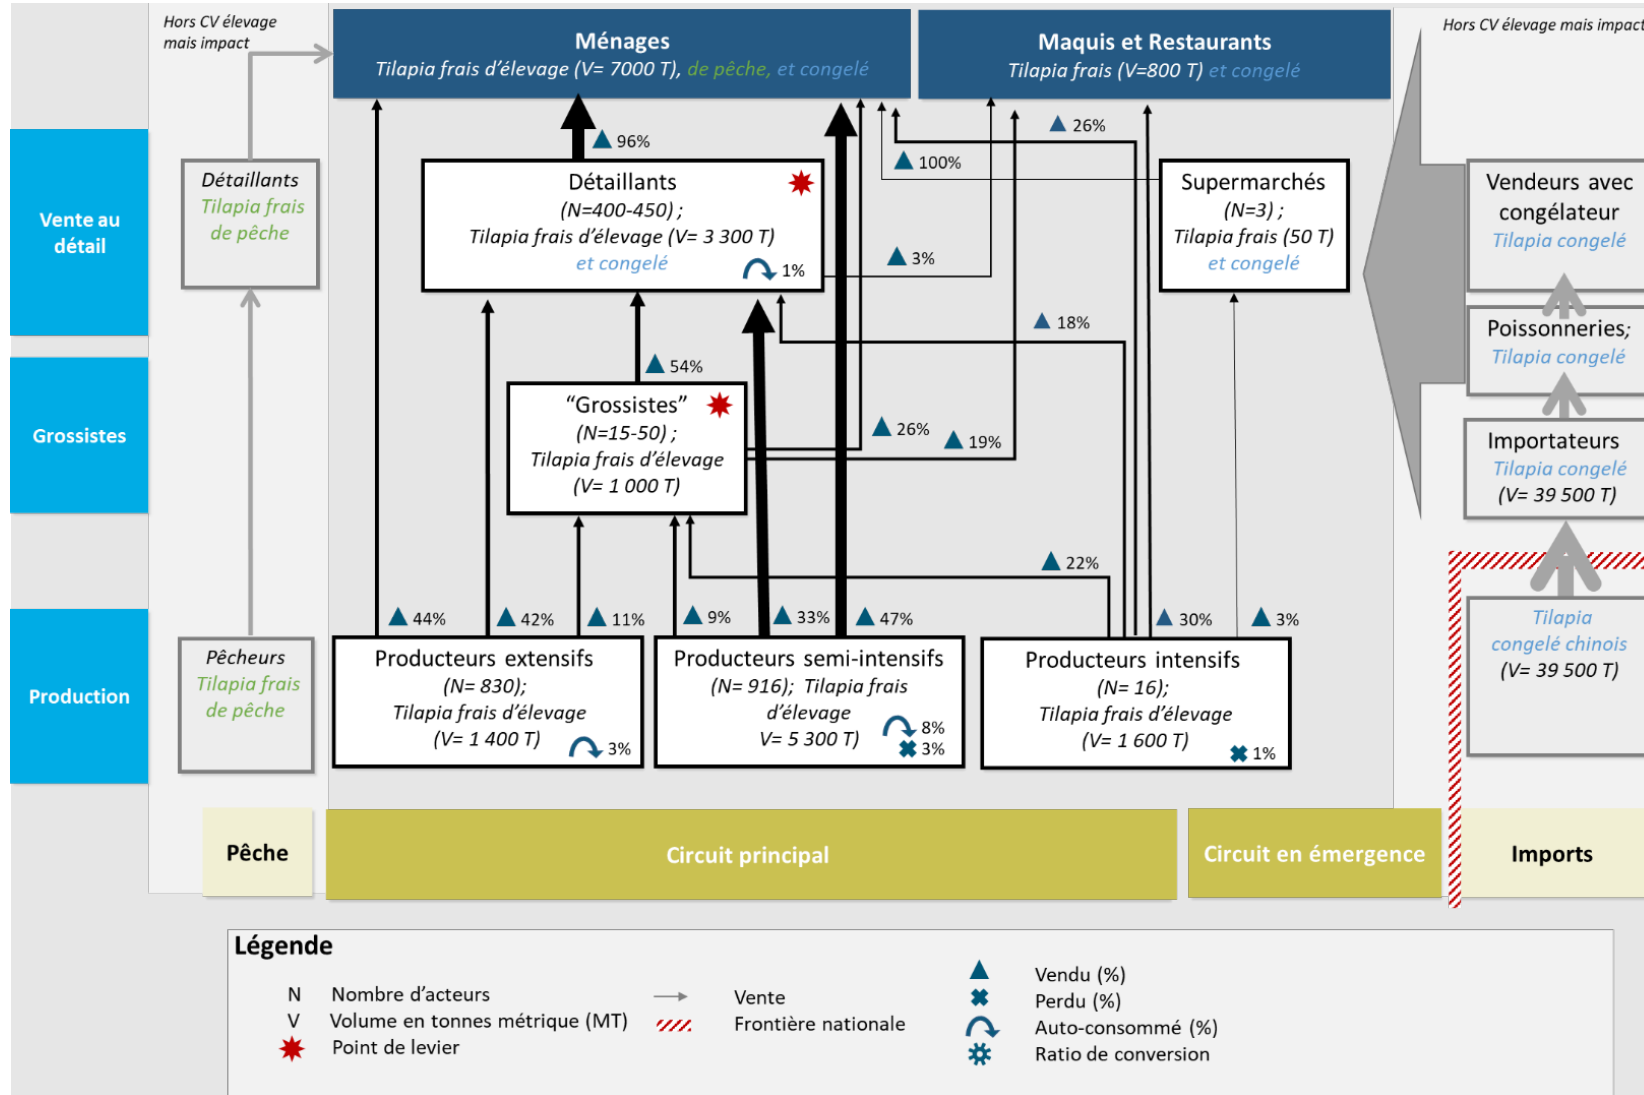 Hors CV élevage
mais impact
Ménages
Tilapia frais d'élevage (V= 7000 T), de pêche, et congelé
Maquis et Restaurants
Tilapia frais (V=800 T) et congelé
Hors CV élevage mais impact
96%
100%
26%
Vente au
détail
Détaillants
Tilapia frais
de pêche
Détaillants
(N=400-450) ;
Tilapia frais d'élevage (V= 3 300 T)
et congelé
1%
3%
18%
Supermarchés
(N=3) ;
Tilapia frais (50 T)
et congelé
Vendeurs avec
congélateur
Tilapia congelé
Poissonneries;
Tilapia congelé
54%
Grossistes
"Grossistes"
(N=15-50) ;
Tilapia frais d'élevage
(V= 1 000 T)
26%
19%
Importateurs
Tilapia congelé
(V= 39 500 T)
22%
44%
42%
11%
9%
33%
47%
30%
3%
Production
Pêcheurs
Tilapia frais
de pêche
Producteurs extensifs
(N= 830);
Tilapia frais d'élevage
(V= 1 400 T)
3%
Producteurs semi-intensifs
(N= 916); Tilapia frais
d'élevage
V= 5 300 T)
8%
3%
Producteurs intensifs
(N= 16);
Tilapia frais d'élevage
(V= 1 600 T)
1%
Tilapia
congelé chinois
(V= 39 500 T)
Pêche
Circuit principal
Circuit en émergence
Imports
Légende
N Nombre d'acteurs
V Volume en tonnes métrique (MT)
Point de levier
Vente
Frontière nationale
Vendu (%)
Perdu (%)
Auto-consommé (%)
Ratio de conversion